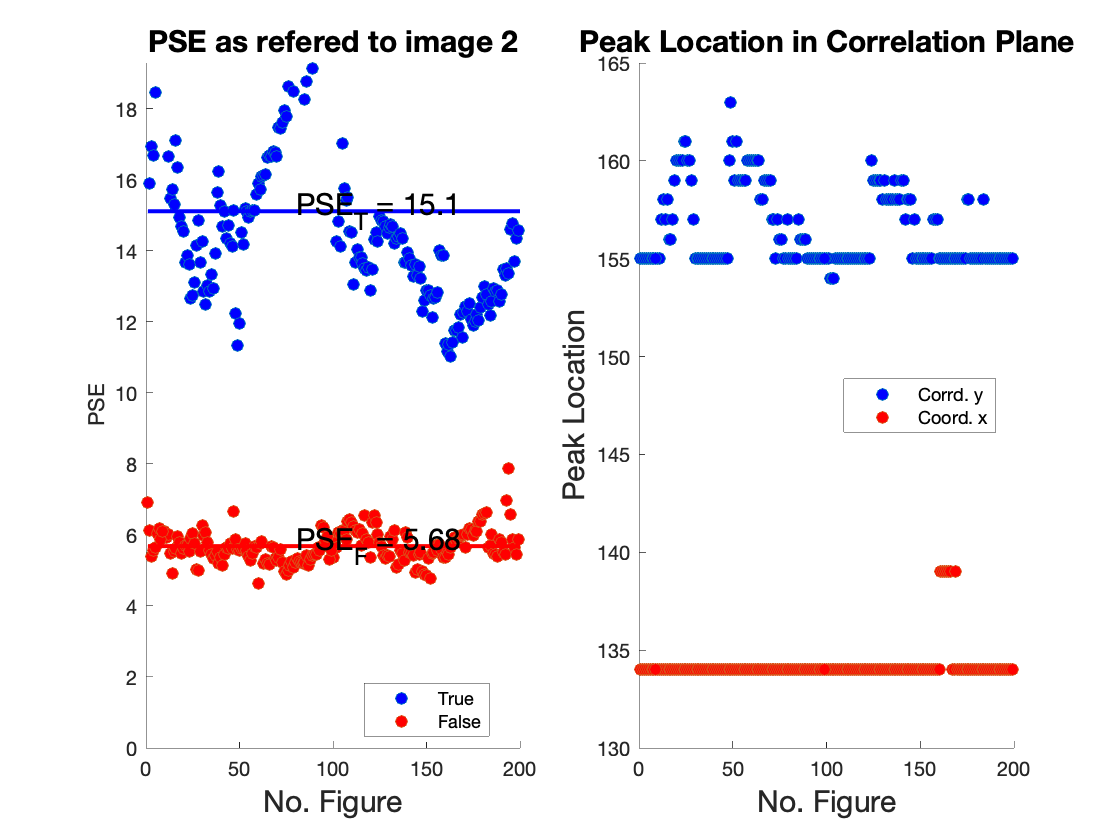 PSE as refered to image 2
PSE
18
16
14
12
10
8
6
4
2
0
PSE_T = 15.1
PSE_F = 5.68
True
False
0 50 100 150 200
No. Figure
Peak Location in Correlation Plane
Peak Location
165
160
155
150
145
140
135
130
Corrd. y
Coord. x
0 50 100 150 200
No. Figure